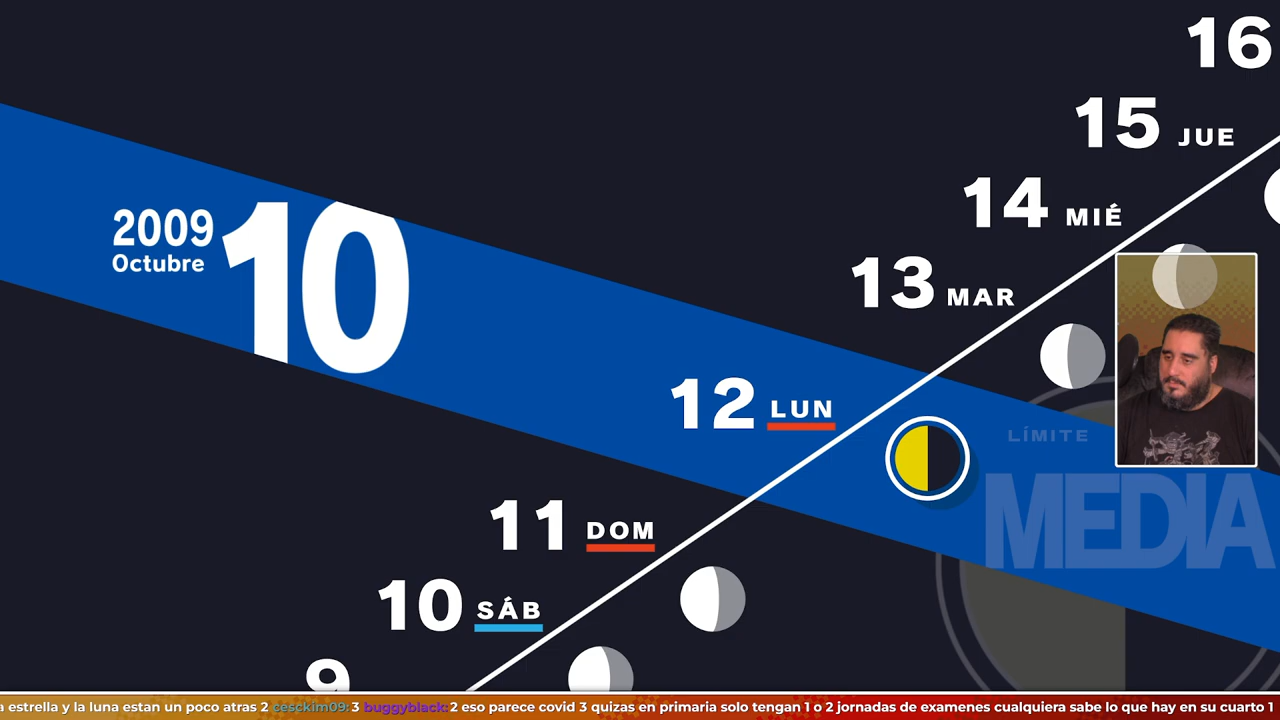 16
15 JUE
14 MIÉ
13 MAR
2009
Octubre
10
12 LUN
LÍMITE
MEDIA
11 DOM
10 SÁB
9
a estrella y la luna estan un poco atras 2 cesckim09: 3 buggyblack: 2 eso parece covid 3 quizas en primaria solo tengan 1 o 2 jornadas de examenes cualquiera sabe lo que hay en su cuarto 1